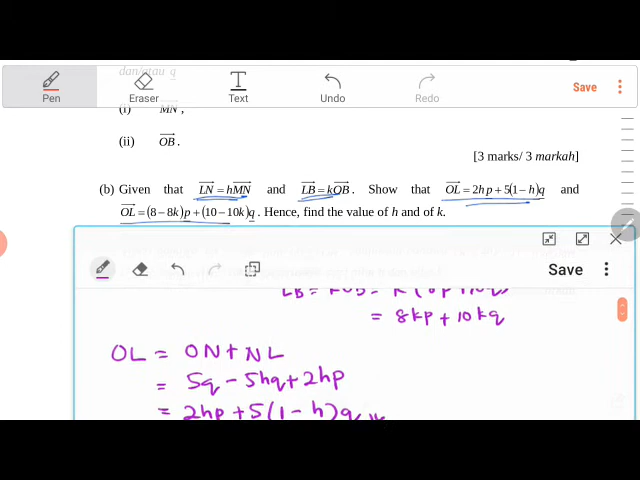 dan/atau q
Pen
Eraser
Text
Undo
Redo
Save
(i) MN ;
(ii) OB .
[3 marks/ 3 markah]
(b) Given that LN = hMN and LB = kOB. Show that OL = 2hp + 5(1 − h)q and
OL = (8 − 8k)p + (10 − 10k)q . Hence, find the value of h and of k.
Save
= 8kp + 10kq
OL = ON + NL
= 5q - 5hq + 2hp
= 2hp + 5(1 - h)q